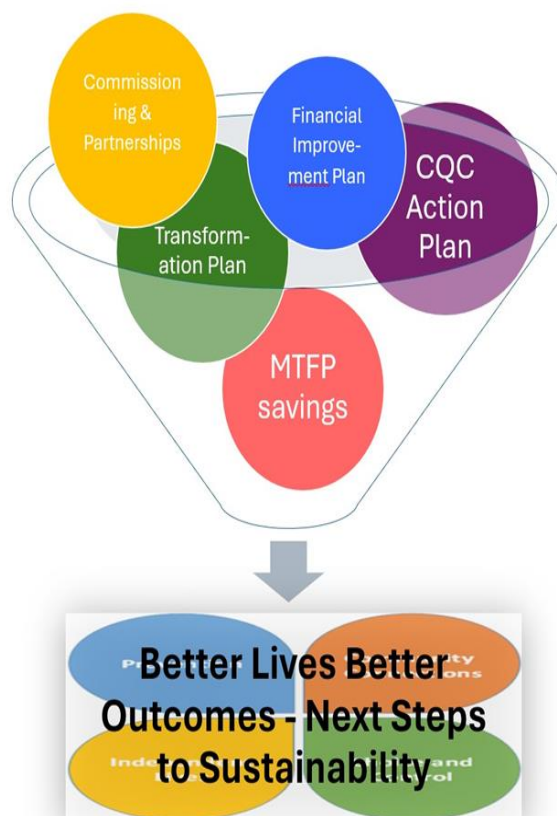 Commission
ing &
Partnerships
Financial
Improve-
ment Plan
CQC
Action
Plan
Transform-
ation Plan
MTFP
savings
Better Lives Better
Outcomes - Next Steps
to Sustainability